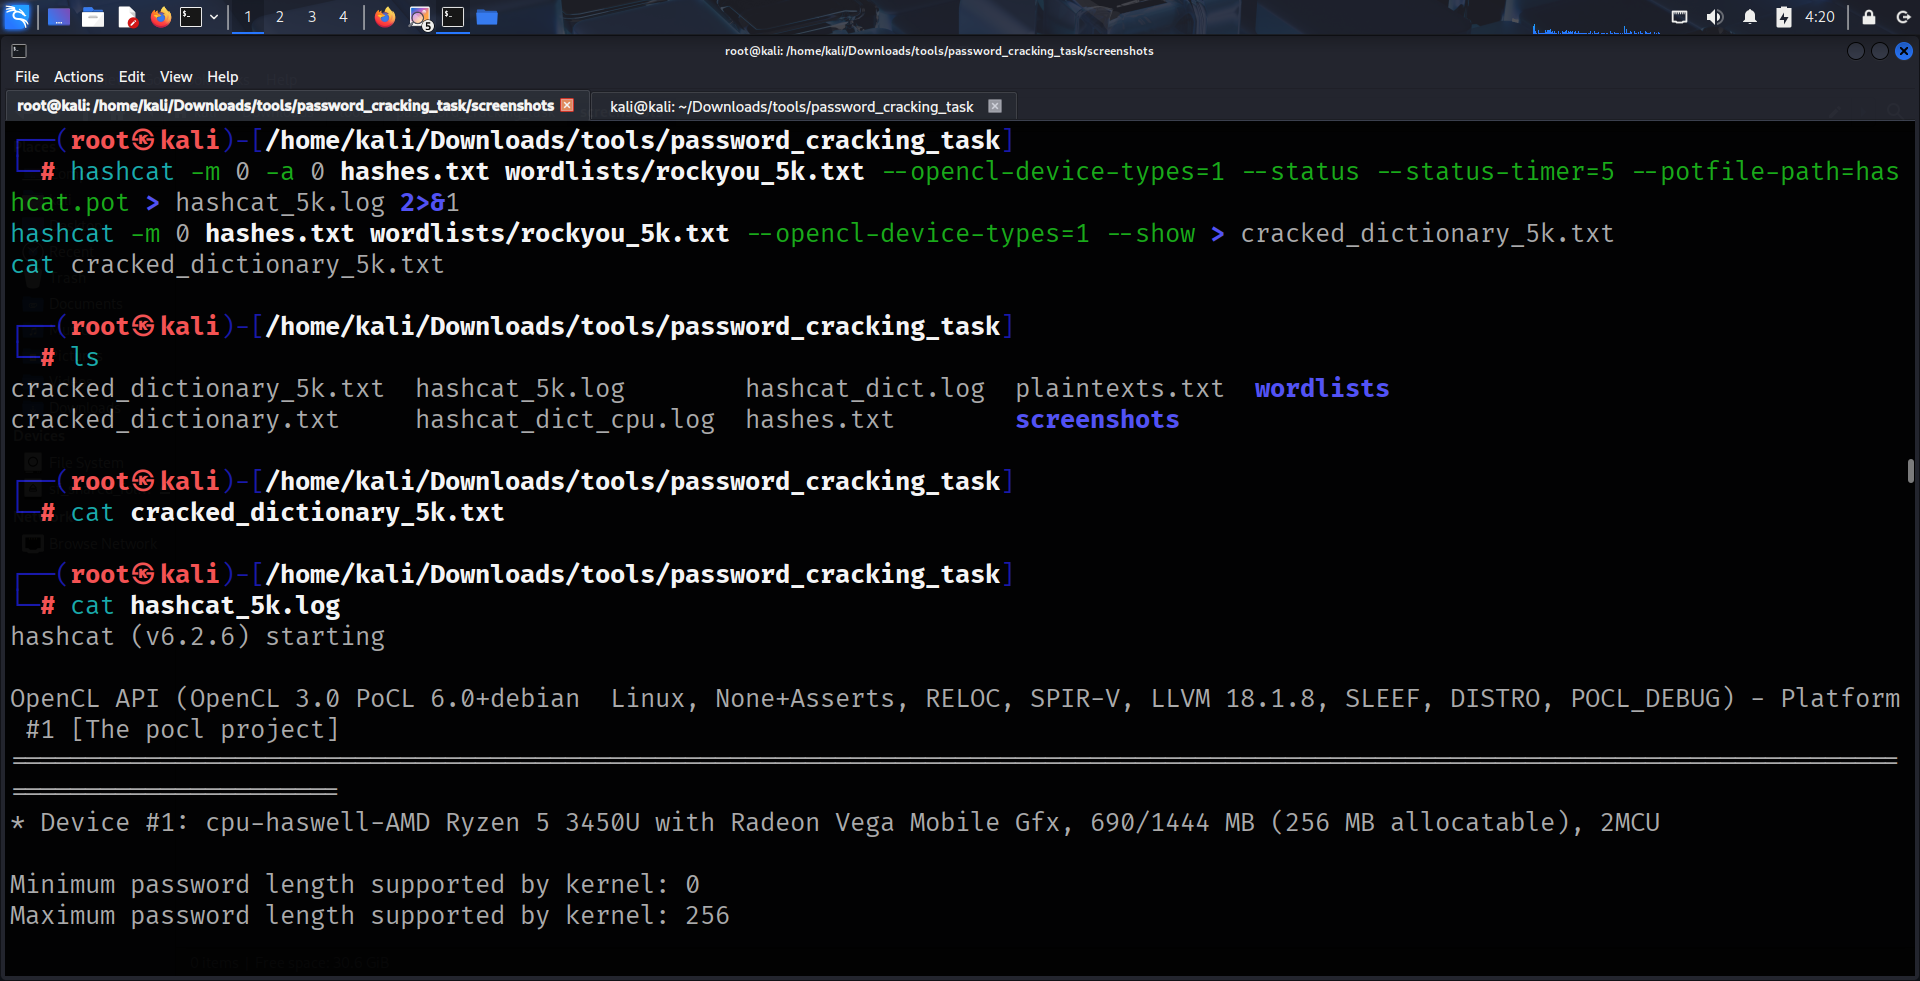 1 2 3 4 5 4:20
root@kali: /home/kali/Downloads/tools/password_cracking_task/screenshots
File Actions Edit View Help
root@kali: /home/kali/Downloads/tools/password_cracking_task/screenshots kali@kali: ~/Downloads/tools/password_cracking_task
┌──(root㉿kali)-[/home/kali/Downloads/tools/password_cracking_task]
└─# hashcat -m 0 -a 0 hashes.txt wordlists/rockyou_5k.txt --opencl-device-types=1 --status --status-timer=5 --potfile-path=has
hcat.pot > hashcat_5k.log 2>&1
hashcat -m 0 hashes.txt wordlists/rockyou_5k.txt --opencl-device-types=1 --show > cracked_dictionary_5k.txt
cat cracked_dictionary_5k.txt
Documents
┌──(root㉿kali)-[/home/kali/Downloads/tools/password_cracking_task]
└─# ls
cracked_dictionary_5k.txt hashcat_5k.log hashcat_dict.log plaintexts.txt wordlists
cracked_dictionary.txt hashcat_dict_cpu.log hashes.txt screenshots
Devices
File System
┌──(root㉿kali)-[/home/kali/Downloads/tools/password_cracking_task]
└─# cat cracked_dictionary_5k.txt
Browse Network
┌──(root㉿kali)-[/home/kali/Downloads/tools/password_cracking_task]
└─# cat hashcat_5k.log
hashcat (v6.2.6) starting
OpenCL API (OpenCL 3.0 PoCL 6.0+debian  Linux, None+Asserts, RELOC, SPIR-V, LLVM 18.1.8, SLEEF, DISTRO, POCL_DEBUG) - Platform
#1 [The pocl project]
* Device #1: cpu-haswell-AMD Ryzen 5 3450U with Radeon Vega Mobile Gfx, 690/1444 MB (256 MB allocatable), 2MCU
Minimum password length supported by kernel: 0
Maximum password length supported by kernel: 256